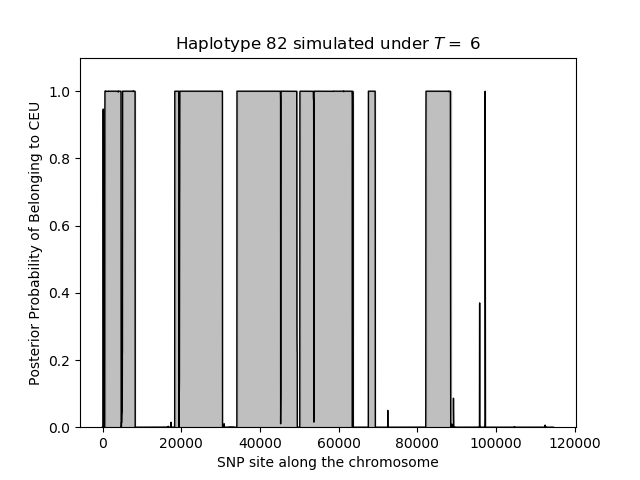 Haplotype 82 simulated under T = 6
Posterior Probability of Belonging to CEU
1.0
0.8
0.6
0.4
0.2
0.0
0 20000 40000 60000 80000 100000 120000
SNP site along the chromosome